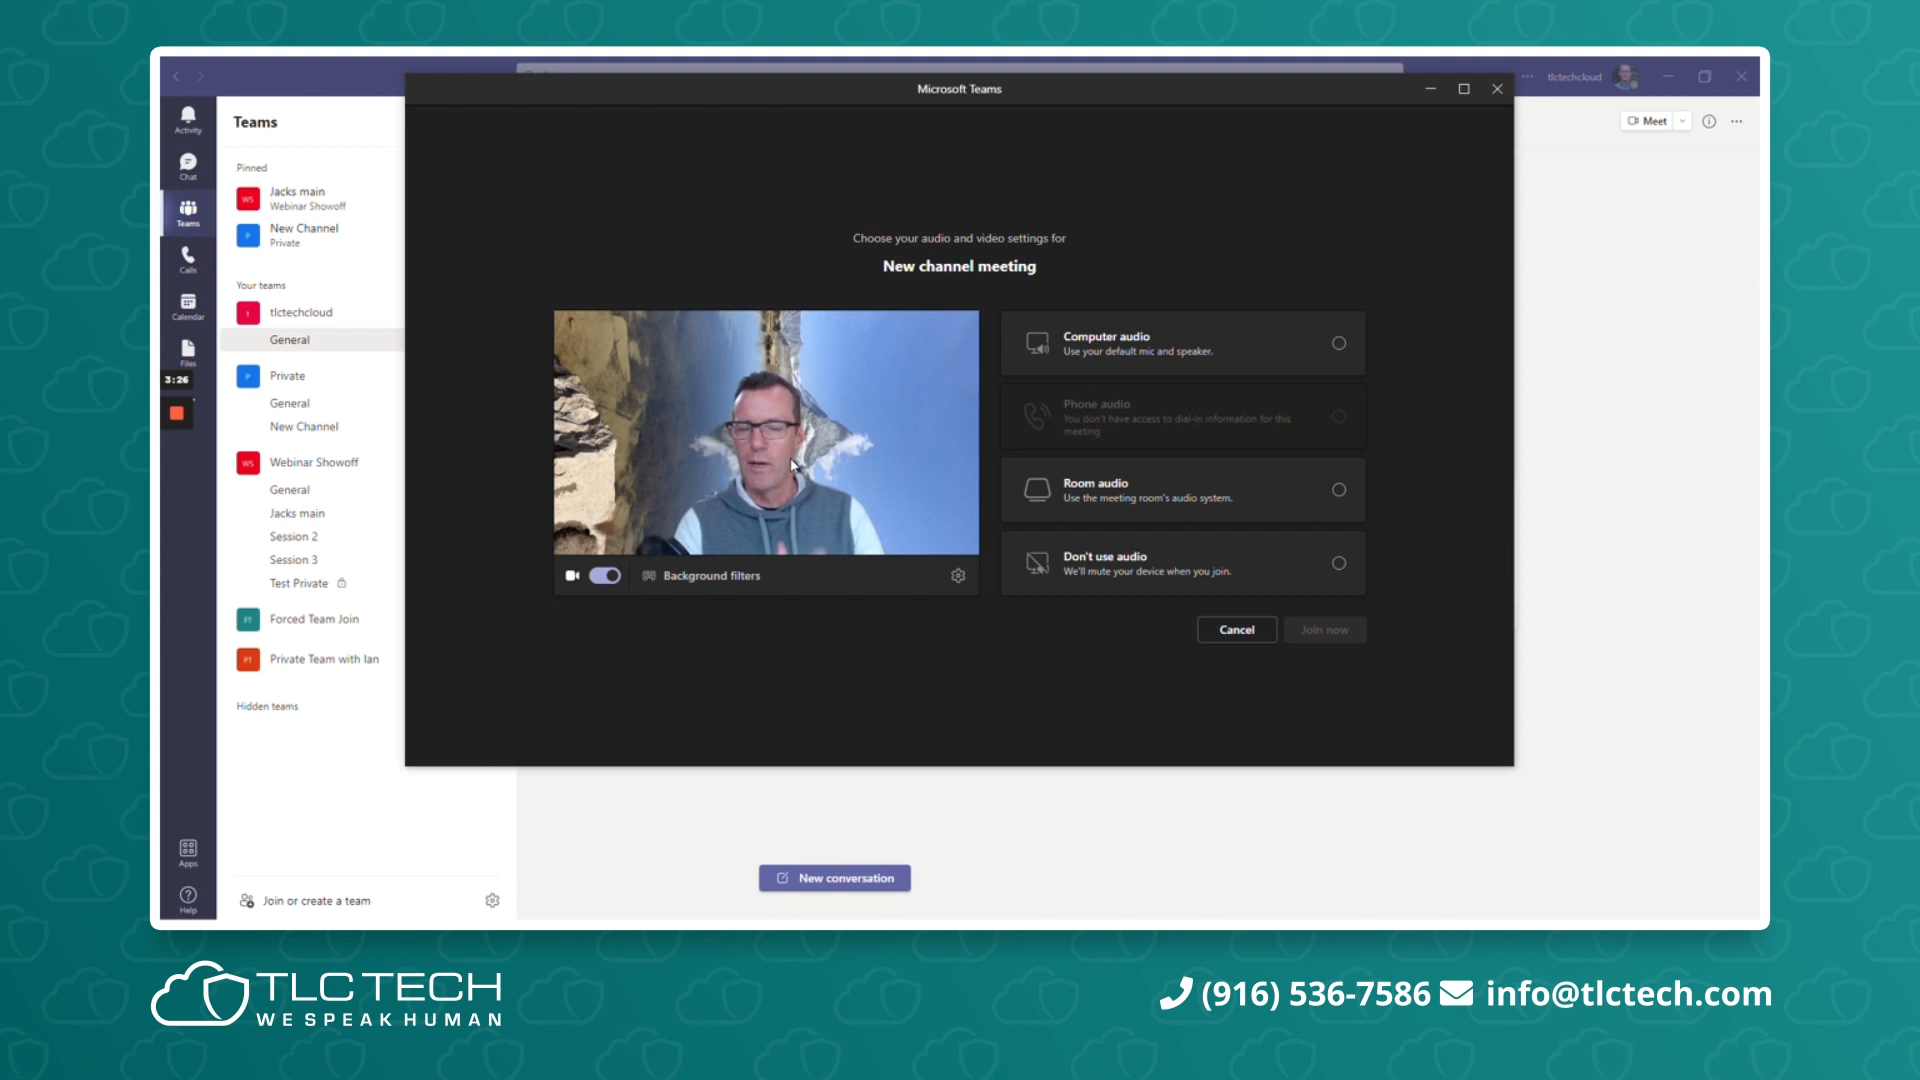 Microsoft Teams
tlctechcloud
Activity
Chat
Teams
Calls
Calendar
Files
3:26
Apps
Help
Teams
Pinned
WS
Jacks main
Webinar Showoff
P
New Channel
Private
Your teams
t
tlctechcloud
General
P
Private
General
New Channel
WS
Webinar Showoff
General
Jacks main
Session 2
Session 3
Test Private
FT
Forced Team Join
PT
Private Team with Ian
Hidden teams
Join or create a team
Meet
Choose your audio and video settings for
New channel meeting
Background filters
Computer audio
Use your default mic and speaker.
Phone audio
You don't have access to dial-in information for this
meeting
Room audio
Use the meeting room's audio system.
Don't use audio
We'll mute your device when you join.
Cancel
Join now
New conversation
TLC TECH
WE SPEAK HUMAN
(916) 536-7586
info@tlctech.com